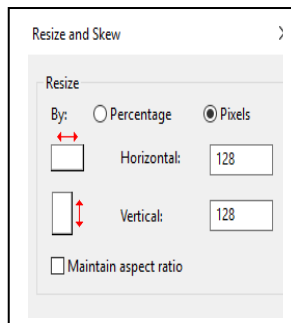 Resize and Skew
Resize
By: Percentage Pixels
Horizontal: 128
Vertical: 128
Maintain aspect ratio